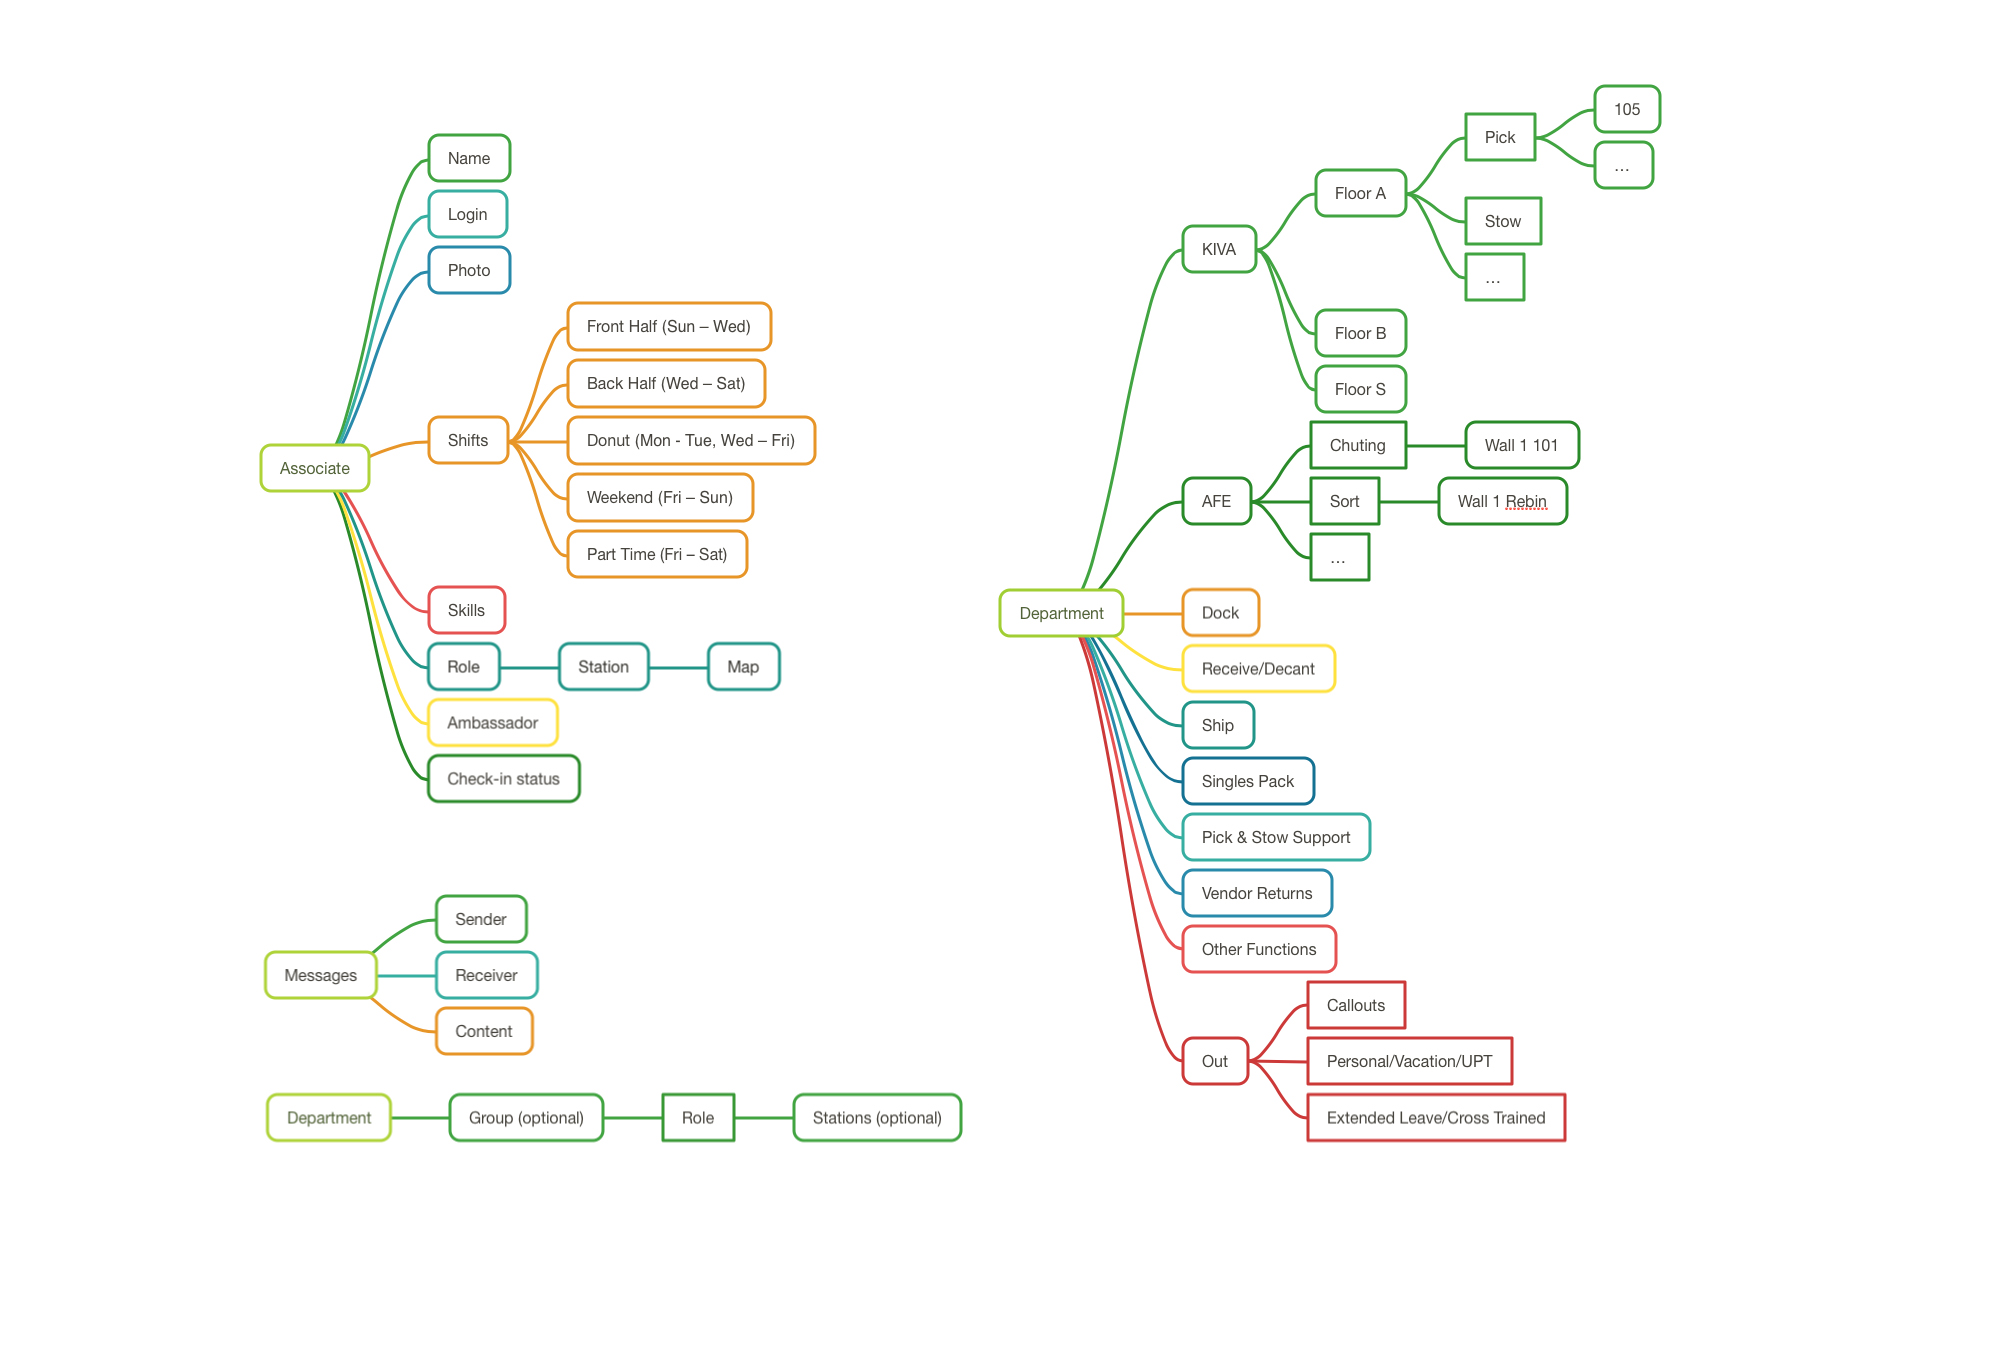 Associate
Name
Login
Photo
Shifts
Front Half (Sun – Wed)
Back Half (Wed – Sat)
Donut (Mon - Tue, Wed – Fri)
Weekend (Fri – Sun)
Part Time (Fri – Sat)
Skills
Role
Station
Map
Ambassador
Check-in status
Messages
Sender
Receiver
Content
Department
Group (optional)
Role
Stations (optional)
Department
KIVA
Floor A
Pick
105
...
Stow
...
Floor B
Floor S
AFE
Chuting
Wall 1 101
Sort
Wall 1 Rebin
...
Dock
Receive/Decant
Ship
Singles Pack
Pick & Stow Support
Vendor Returns
Other Functions
Out
Callouts
Personal/Vacation/UPT
Extended Leave/Cross Trained